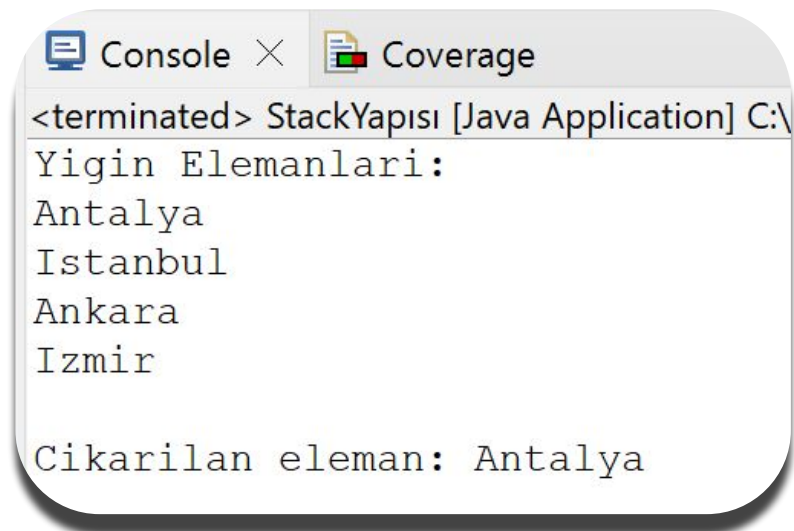 Console Coverage
<terminated> StackYapısı [Java Application] C:\
Yigin Elemanlari:
Antalya
Istanbul
Ankara
Izmir
Cikarilan eleman: Antalya